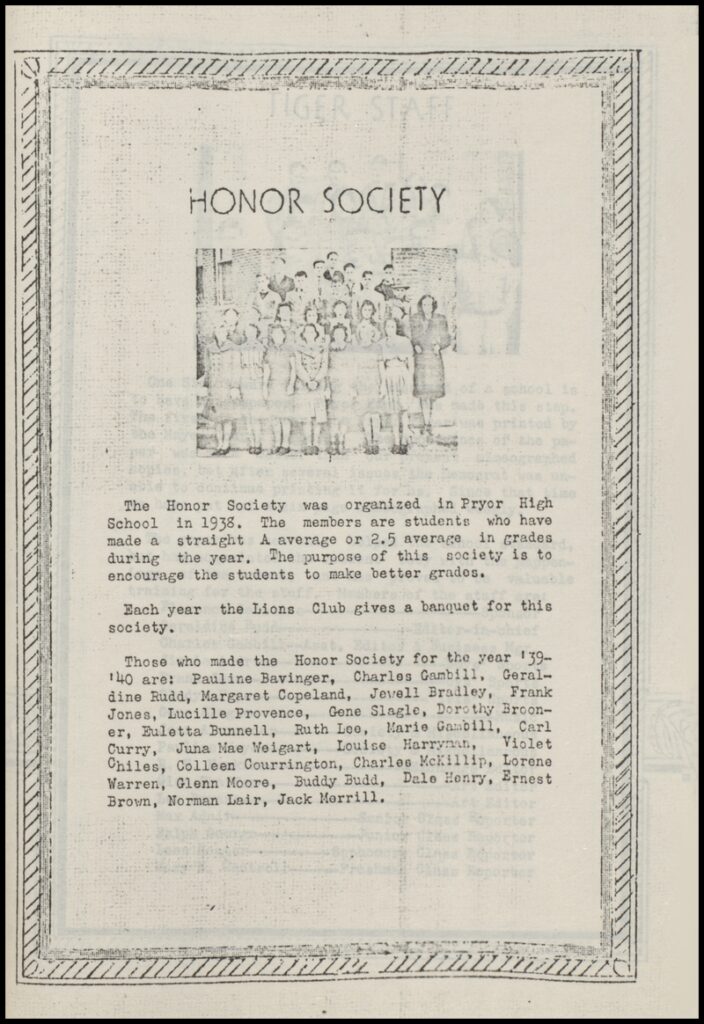 HONOR SOCIETY
The Honor Society was organized in Pryor High
School in 1938. The members are students who have
made a straight A average or 2.5 average in grades
during the year. The purpose of this society is to
encourage the students to make better grades.
Each year the Lions Club gives a banquet for this
society.
Those who made the Honor Society for the year '39-
'40 are: Pauline Bavinger, Charles Gambill, Geral-
dine Rudd, Margaret Copeland, Jewell Bradley, Frank
Jones, Lucille Provence, Gene Slagle, Dorothy Broon-
er, Euletta Bunnell, Ruth Lee, Marie Gambill, Carl
Curry, Juna Mae Weigart, Louise Harryman, Violet
Chiles, Colleen Courrington, Charles McKillip, Lorene
Warren, Glenn Moore, Buddy Budd, Dale Henry, Ernest
Brown, Norman Lair, Jack Merrill.